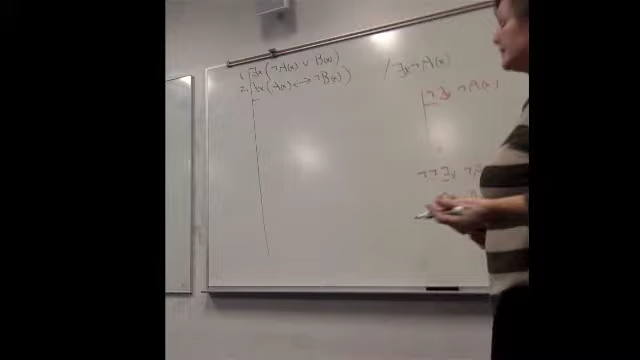 1. ∃x(¬A(x) ∨ B(x))
2. ∃x(A(x) ↔ ¬B(x))
/∃x¬A(x)
¬∃x ¬A(x)
¬¬∃x